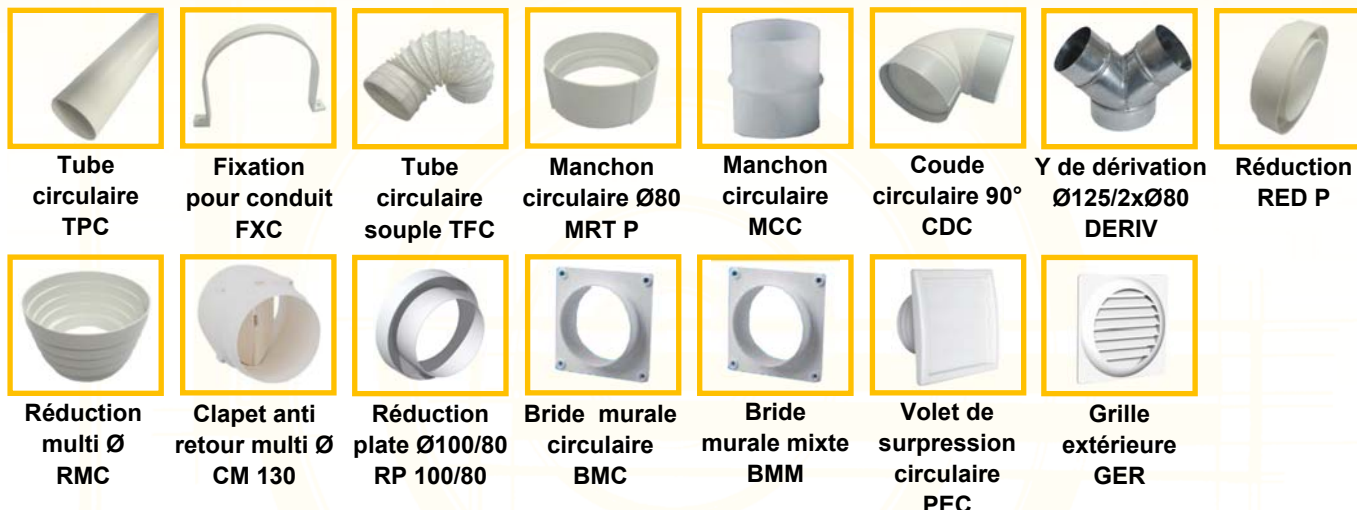 Tube
circulaire
TPC
Fixation
pour conduit
FXC
Tube
circulaire
souple TFC
Manchon
circulaire Ø80
MRT P
Manchon
circulaire
MCC
Coude
circulaire 90°
CDC
Y de dérivation
Ø125/2xØ80
DERIV
Réduction
RED P
Réduction
multi Ø
RMC
Clapet anti
retour multi Ø
CM 130
Réduction
plate Ø100/80
RP 100/80
Bride murale
circulaire
BMC
Bride
murale mixte
BMM
Volet de
surpression
circulaire
PEC
Grille
extérieure
GER